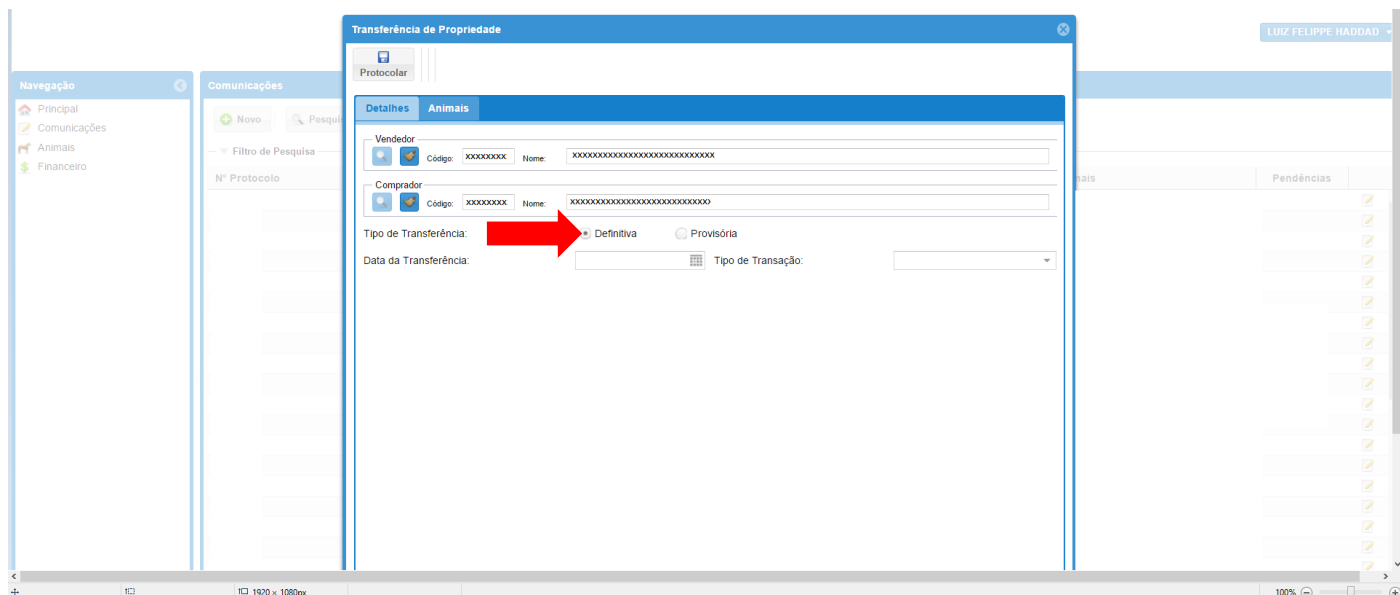 Transferência de Propriedade
LUIZ FELIPPE HADDAD
Protocolar
Navegação
Comunicações
Principal
Comunicações
Animais
Financeiro
Novo
Pesqui
Filtro de Pesquisa
Nº Protocolo
nais
Pendências
Detalhes Animais
Vendedor
Código: XXXXXXXX Nome: XXXXXXXXXXXXXXXXXXXXXXXXXXXX
Comprador
Código: XXXXXXXX Nome: XXXXXXXXXXXXXXXXXXXXXXXXXXXX
Tipo de Transferência: Definitiva Provisória
Data da Transferência: Tipo de Transação:
1920 × 1080px
100%